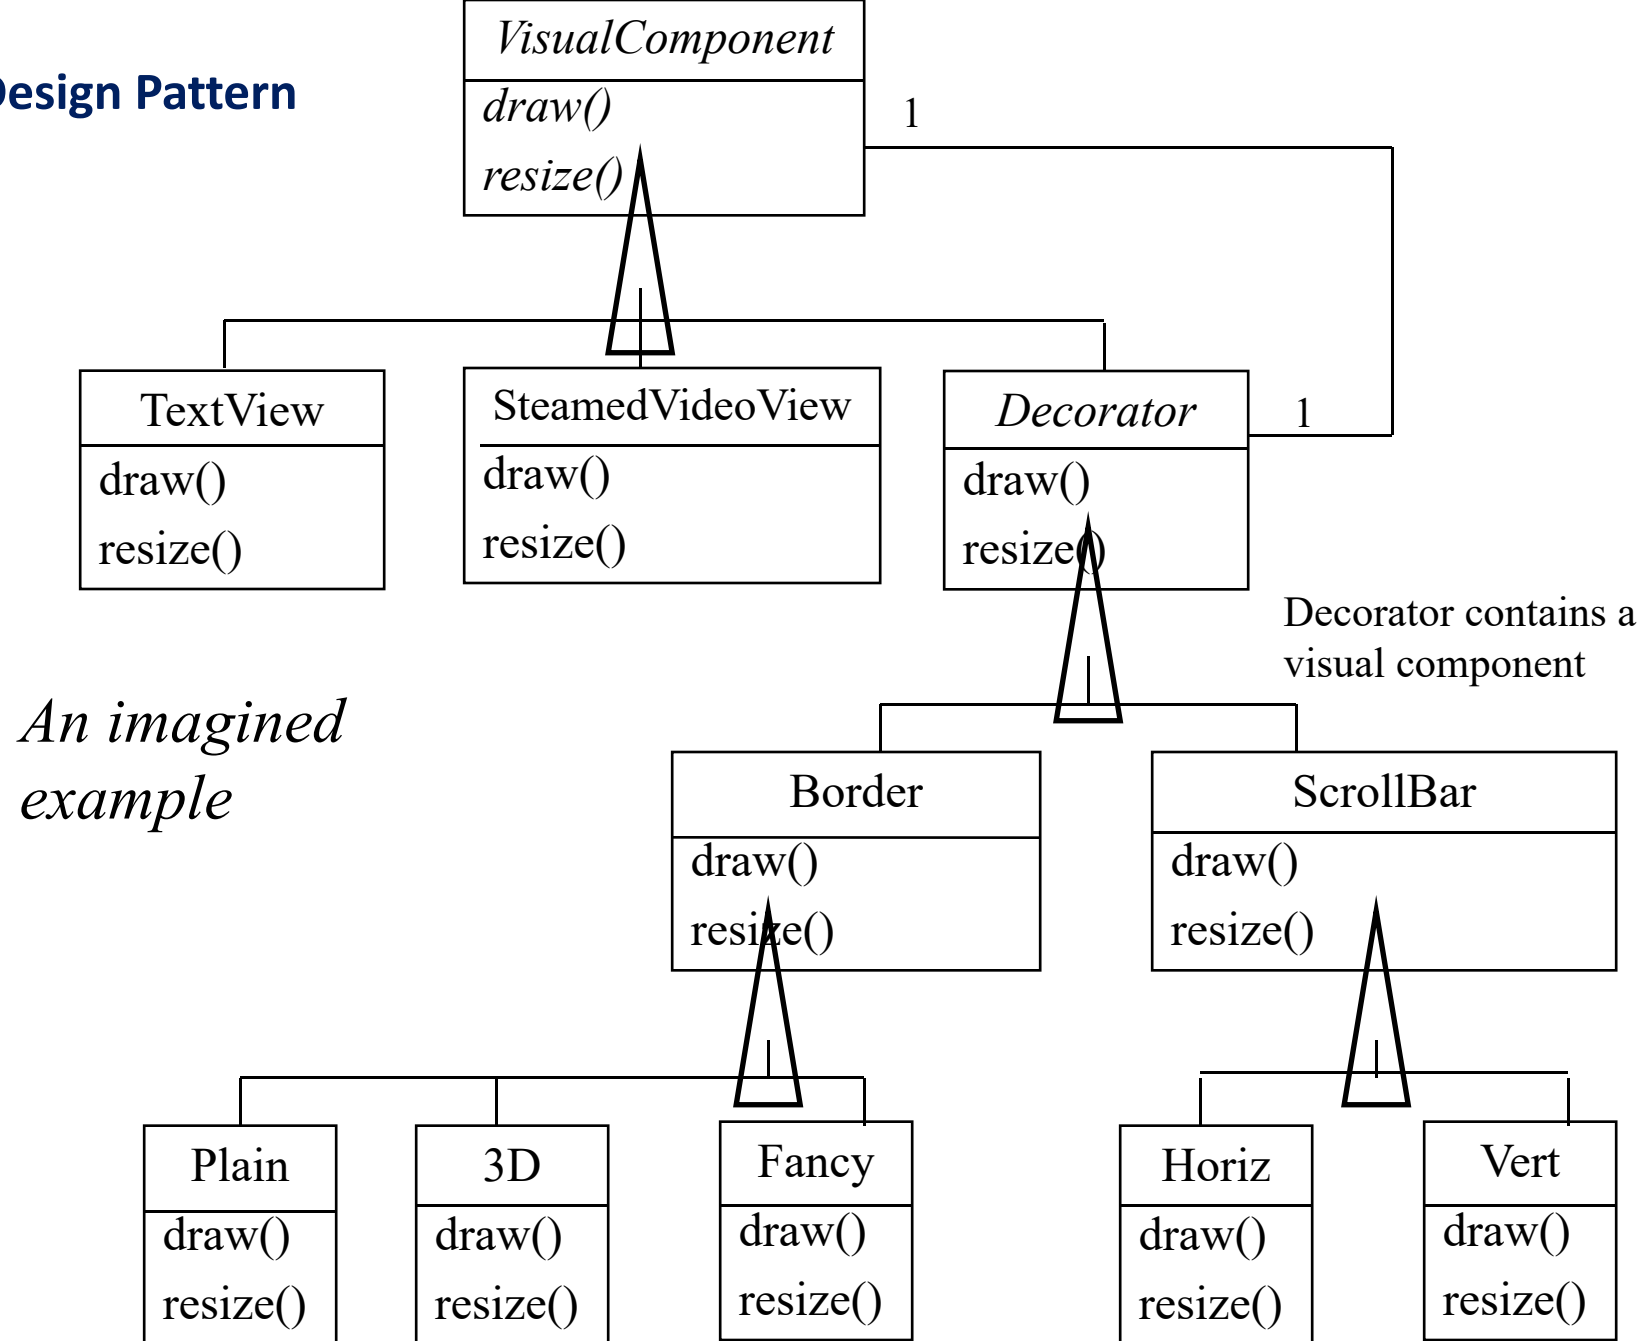 Design Pattern
VisualComponent
draw()
resize()
1
TextView
draw()
resize()
SteamedVideoView
draw()
resize()
Decorator
draw()
resize()
1
Decorator contains a
visual component
An imagined
example
Border
draw()
resize()
ScrollBar
draw()
resize()
Plain
draw()
resize()
3D
draw()
resize()
Fancy
draw()
resize()
Horiz
draw()
resize()
Vert
draw()
resize()